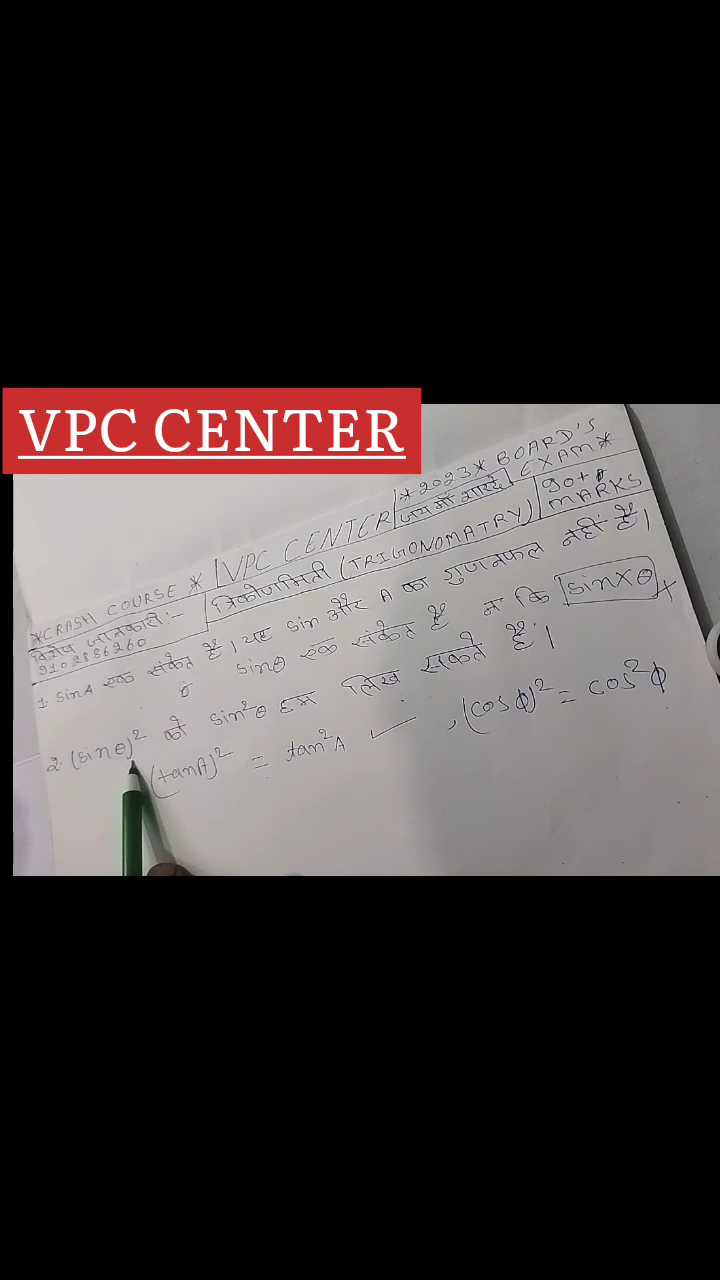 VPC CENTER
*CRASH COURSE * VPC CENTER *2023* BOARD'S EXAM*
जय माँ शारदे
विशेष जानकारी:-
9102886260
त्रिकोणमिती (TRIGONOMATRY)
90+ MARKS
1. sinA एक संकेत है। यह sin और A का गुणनफल नहीं है।
sinθ एक संकेत है न कि sin×θ ×
2. (sinθ)² को sin²θ हम लिख सकते हैं।
(tanA)² = tan²A ✓ , (cosϕ)² = cos²ϕ